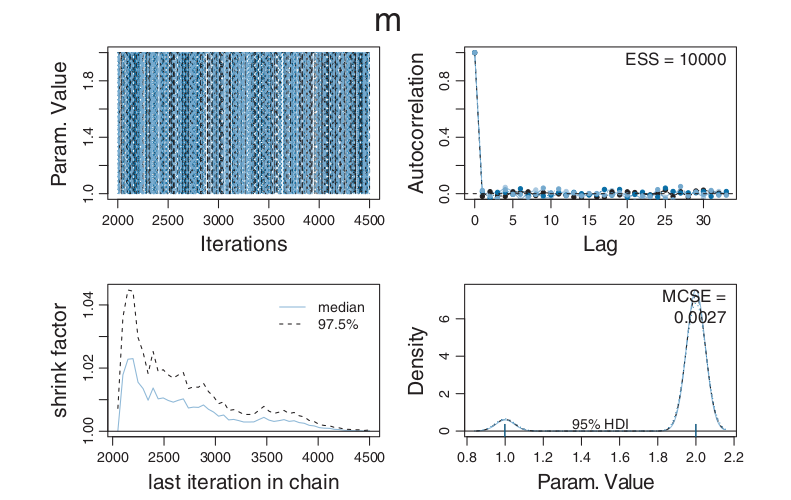 m
Param. Value
1.0 1.4 1.8
2000 2500 3000 3500 4000 4500
Iterations
Autocorrelation
0.0 0.4 0.8
ESS = 10000
0 5 10 15 20 25 30
Lag
shrink factor
1.00 1.02 1.04
median
97.5%
2000 2500 3000 3500 4000 4500
last iteration in chain
Density
0 2 4 6
MCSE =
0.0027
95% HDI
0.8 1.0 1.2 1.4 1.6 1.8 2.0 2.2
Param. Value